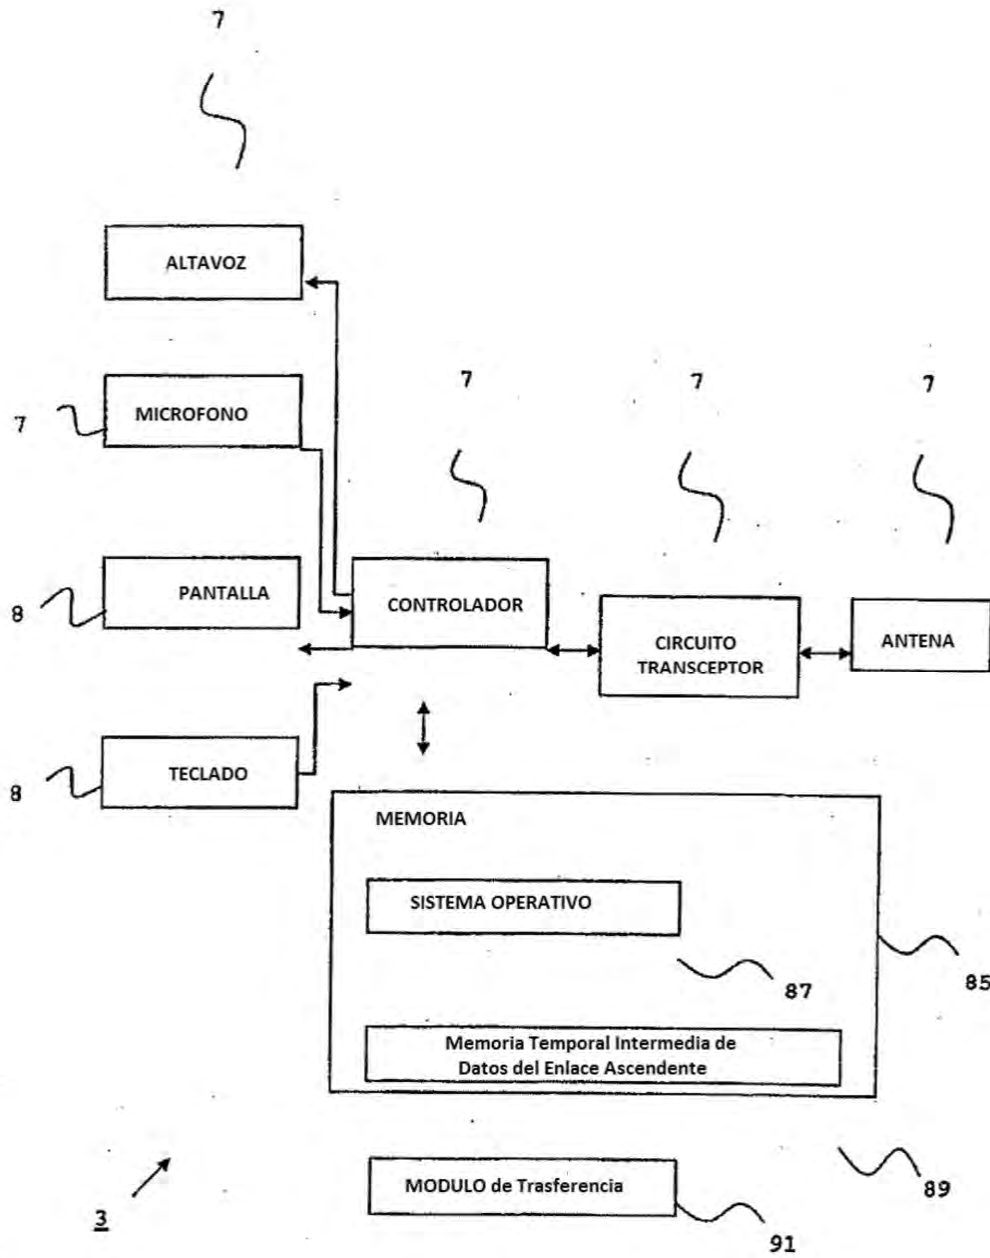 7
ALTAVOZ
7
MICROFONO
7
7
7
8
PANTALLA
CONTROLADOR
CIRCUITO
TRANSCEPTOR
ANTENA
8
TECLADO
MEMORIA
SISTEMA OPERATIVO
87
85
Memoria Temporal Intermedia de
Datos del Enlace Ascendente
89
MODULO de Trasferencia
91
3